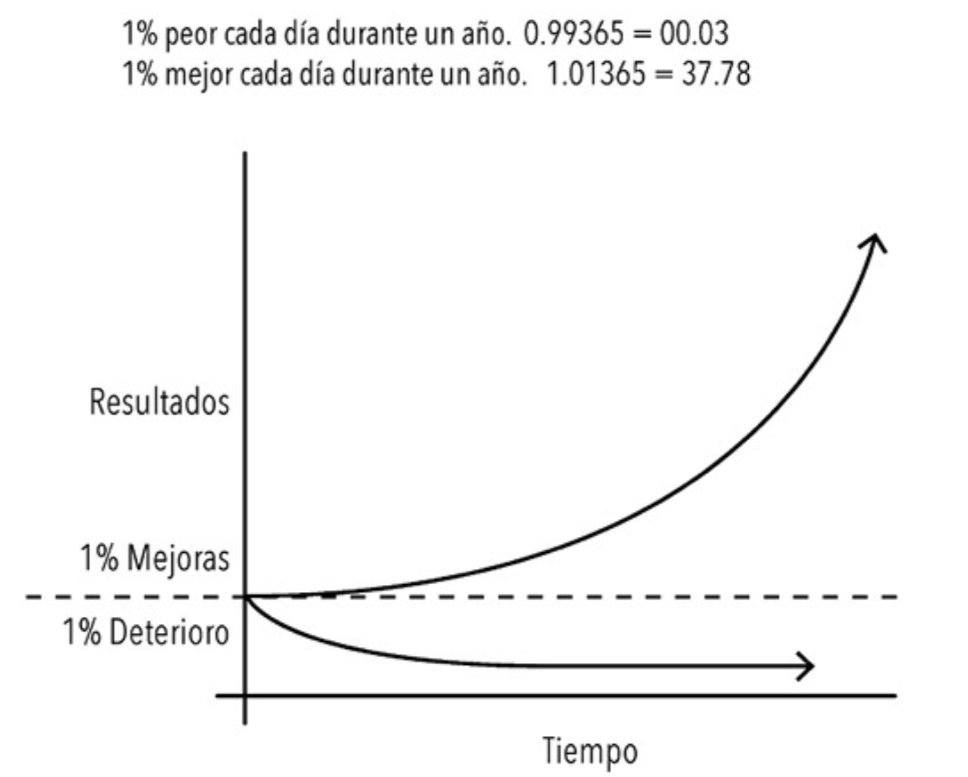 1% peor cada día durante un año. 0.99365 = 00.03
1% mejor cada día durante un año. 1.01365 = 37.78
Resultados
1% Mejoras
1% Deterioro
Tiempo